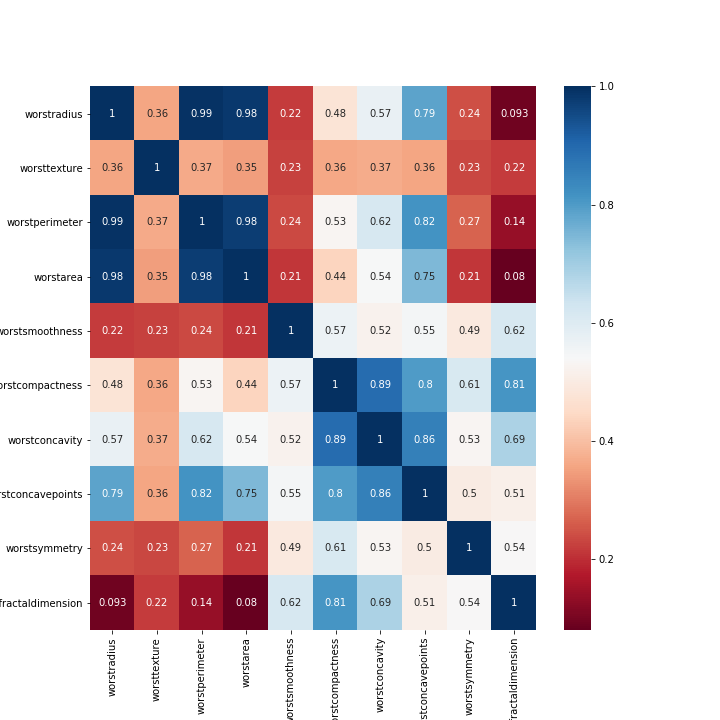 worstradius 1 0.36 0.99 0.98 0.22 0.48 0.57 0.79 0.24 0.093
worsttexture 0.36 1 0.37 0.35 0.23 0.36 0.37 0.36 0.23 0.22
worstperimeter 0.99 0.37 1 0.98 0.24 0.53 0.62 0.82 0.27 0.14
worstarea 0.98 0.35 0.98 1 0.21 0.44 0.54 0.75 0.21 0.08
worstsmoothness 0.22 0.23 0.24 0.21 1 0.57 0.52 0.55 0.49 0.62
orstcompactness 0.48 0.36 0.53 0.44 0.57 1 0.89 0.8 0.61 0.81
worstconcavity 0.57 0.37 0.62 0.54 0.52 0.89 1 0.86 0.53 0.69
rstconcavepoints 0.79 0.36 0.82 0.75 0.55 0.8 0.86 1 0.5 0.51
worstsymmetry 0.24 0.23 0.27 0.21 0.49 0.61 0.53 0.5 1 0.54
fractaldimension 0.093 0.22 0.14 0.08 0.62 0.81 0.69 0.51 0.54 1
worstradius
worsttexture
worstperimeter
worstarea
orstsmoothness
orstcompactness
worstconcavity
stconcavepoints
worstsymmetry
fractaldimension
1.0
0.8
0.6
0.4
0.2